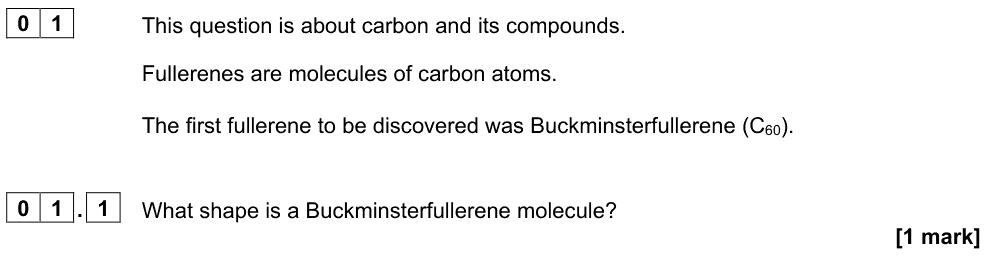 0 1 This question is about carbon and its compounds.
Fullerenes are molecules of carbon atoms.
The first fullerene to be discovered was Buckminsterfullerene (C₆₀).
0 1 . 1 What shape is a Buckminsterfullerene molecule?
[1 mark]